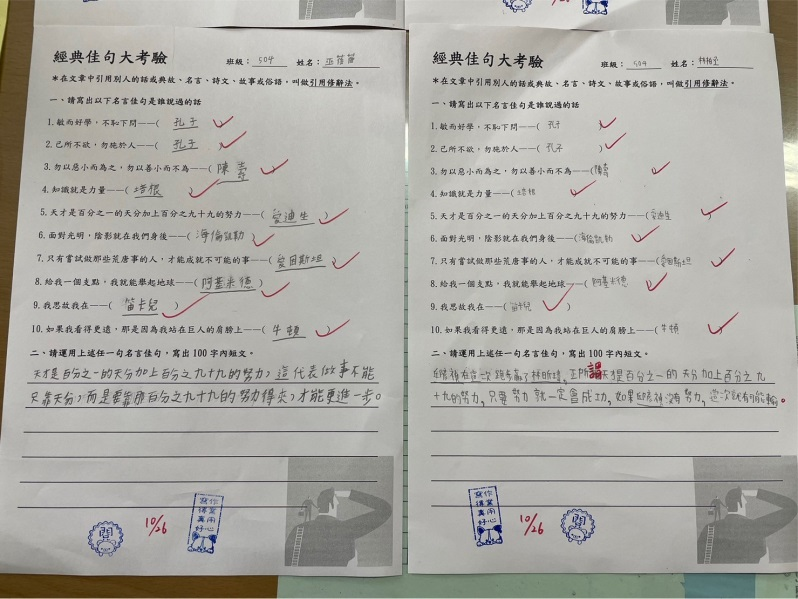 經典佳句大考驗
班級：504 姓名：
＊在文章中引用別人的話或典故、名言、詩文、故事或俗語，叫做引用修辭法。
一、請寫出以下名言佳句是誰說過的話
1.敏而好學，不恥下問——( 孔子 )
2.己所不欲，勿施於人——( 孔子 )
3.勿以惡小而為之，勿以善小而不為——( 陳壽 )
4.知識就是力量——( 培根 )
5.天才是百分之一的天分加上百分之九十九的努力——( 愛迪生 )
6.面對光明，陰影就在我們身後——( 海倫凱勒 )
7.只有嘗試做那些荒唐事的人，才能成就不可能的事——( 愛因斯坦 )
8.給我一個支點，我就能舉起地球——( 阿基米德 )
9.我思故我在——( 笛卡兒 )
10.如果我看得更遠，那是因為我站在巨人的肩膀上——( 牛頓 )
二、請運用上述任一句名言佳句，寫出 100 字內短文。
天才是百分之一的天分加上百分之九十九的努力，這代表做事不能
只靠天分，而是要靠那百分之九十九的努力得來，才能更進一步。
10/26
閱
作業用心
寫得真好
經典佳句大考驗
班級：504 姓名：
＊在文章中引用別人的話或典故、名言、詩文、故事或俗語，叫做引用修辭法。
一、請寫出以下名言佳句是誰說過的話
1.敏而好學，不恥下問——( 孔子 )
2.己所不欲，勿施於人——( 孔子 )
3.勿以惡小而為之，勿以善小而不為——( 陳壽 )
4.知識就是力量——( 培根 )
5.天才是百分之一的天分加上百分之九十九的努力——( 愛迪生 )
6.面對光明，陰影就在我們身後——( 海倫凱勒 )
7.只有嘗試做那些荒唐事的人，才能成就不可能的事——( 愛因斯坦 )
8.給我一個支點，我就能舉起地球——( 阿基米德 )
9.我思故我在——( 笛卡兒 )
10.如果我看得更遠，那是因為我站在巨人的肩膀上——( 牛頓 )
二、請運用上述任一句名言佳句，寫出 100 字內短文。
在這次跑步贏了林昕靖，正所謂天才是百分之一的天分加上百分之九
十九的努力，只要努力就一定會成功，如果沒有努力，這次就有可能輸。
作業用心
寫得真好
10/26
閱